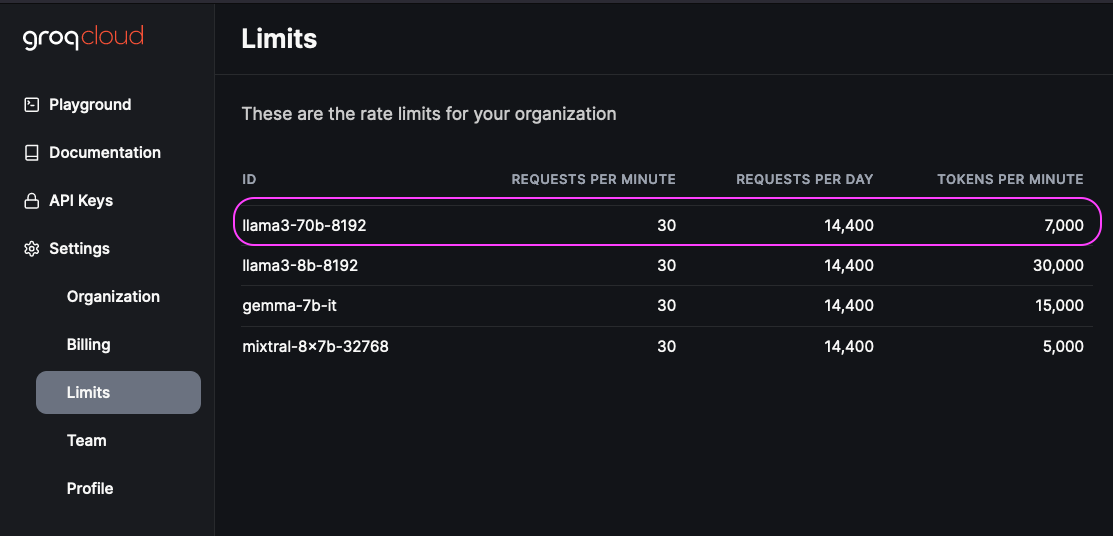 groqcloud
Limits
Playground
Documentation
API Keys
Settings
Organization
Billing
Limits
Team
Profile
These are the rate limits for your organization
ID REQUESTS PER MINUTE REQUESTS PER DAY TOKENS PER MINUTE
llama3-70b-8192 30 14,400 7,000
llama3-8b-8192 30 14,400 30,000
gemma-7b-it 30 14,400 15,000
mixtral-8x7b-32768 30 14,400 5,000